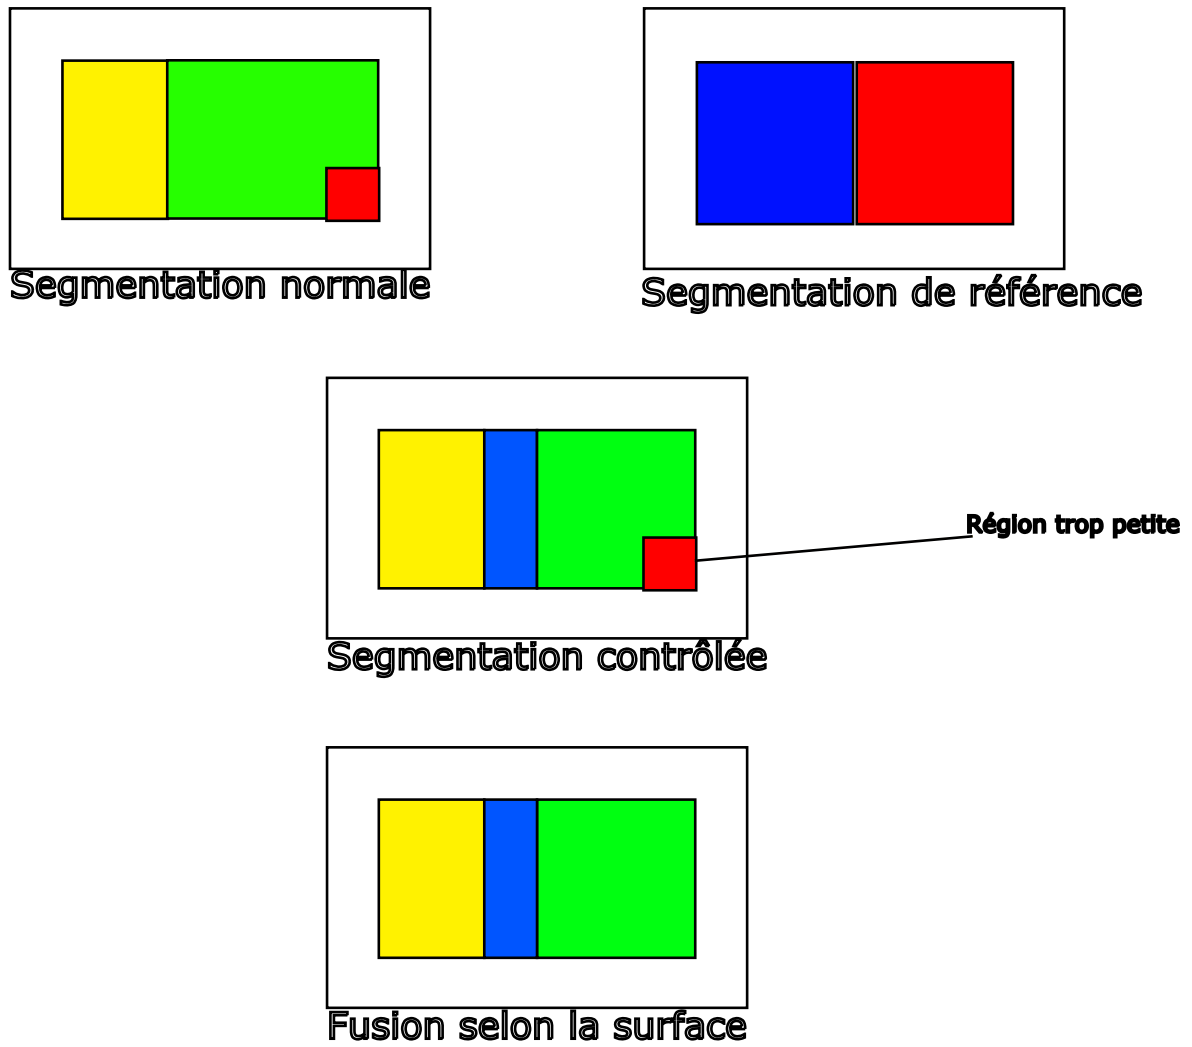 Segmentation normale
Segmentation de référence
Région trop petite
Segmentation contrôlée
Fusion selon la surface